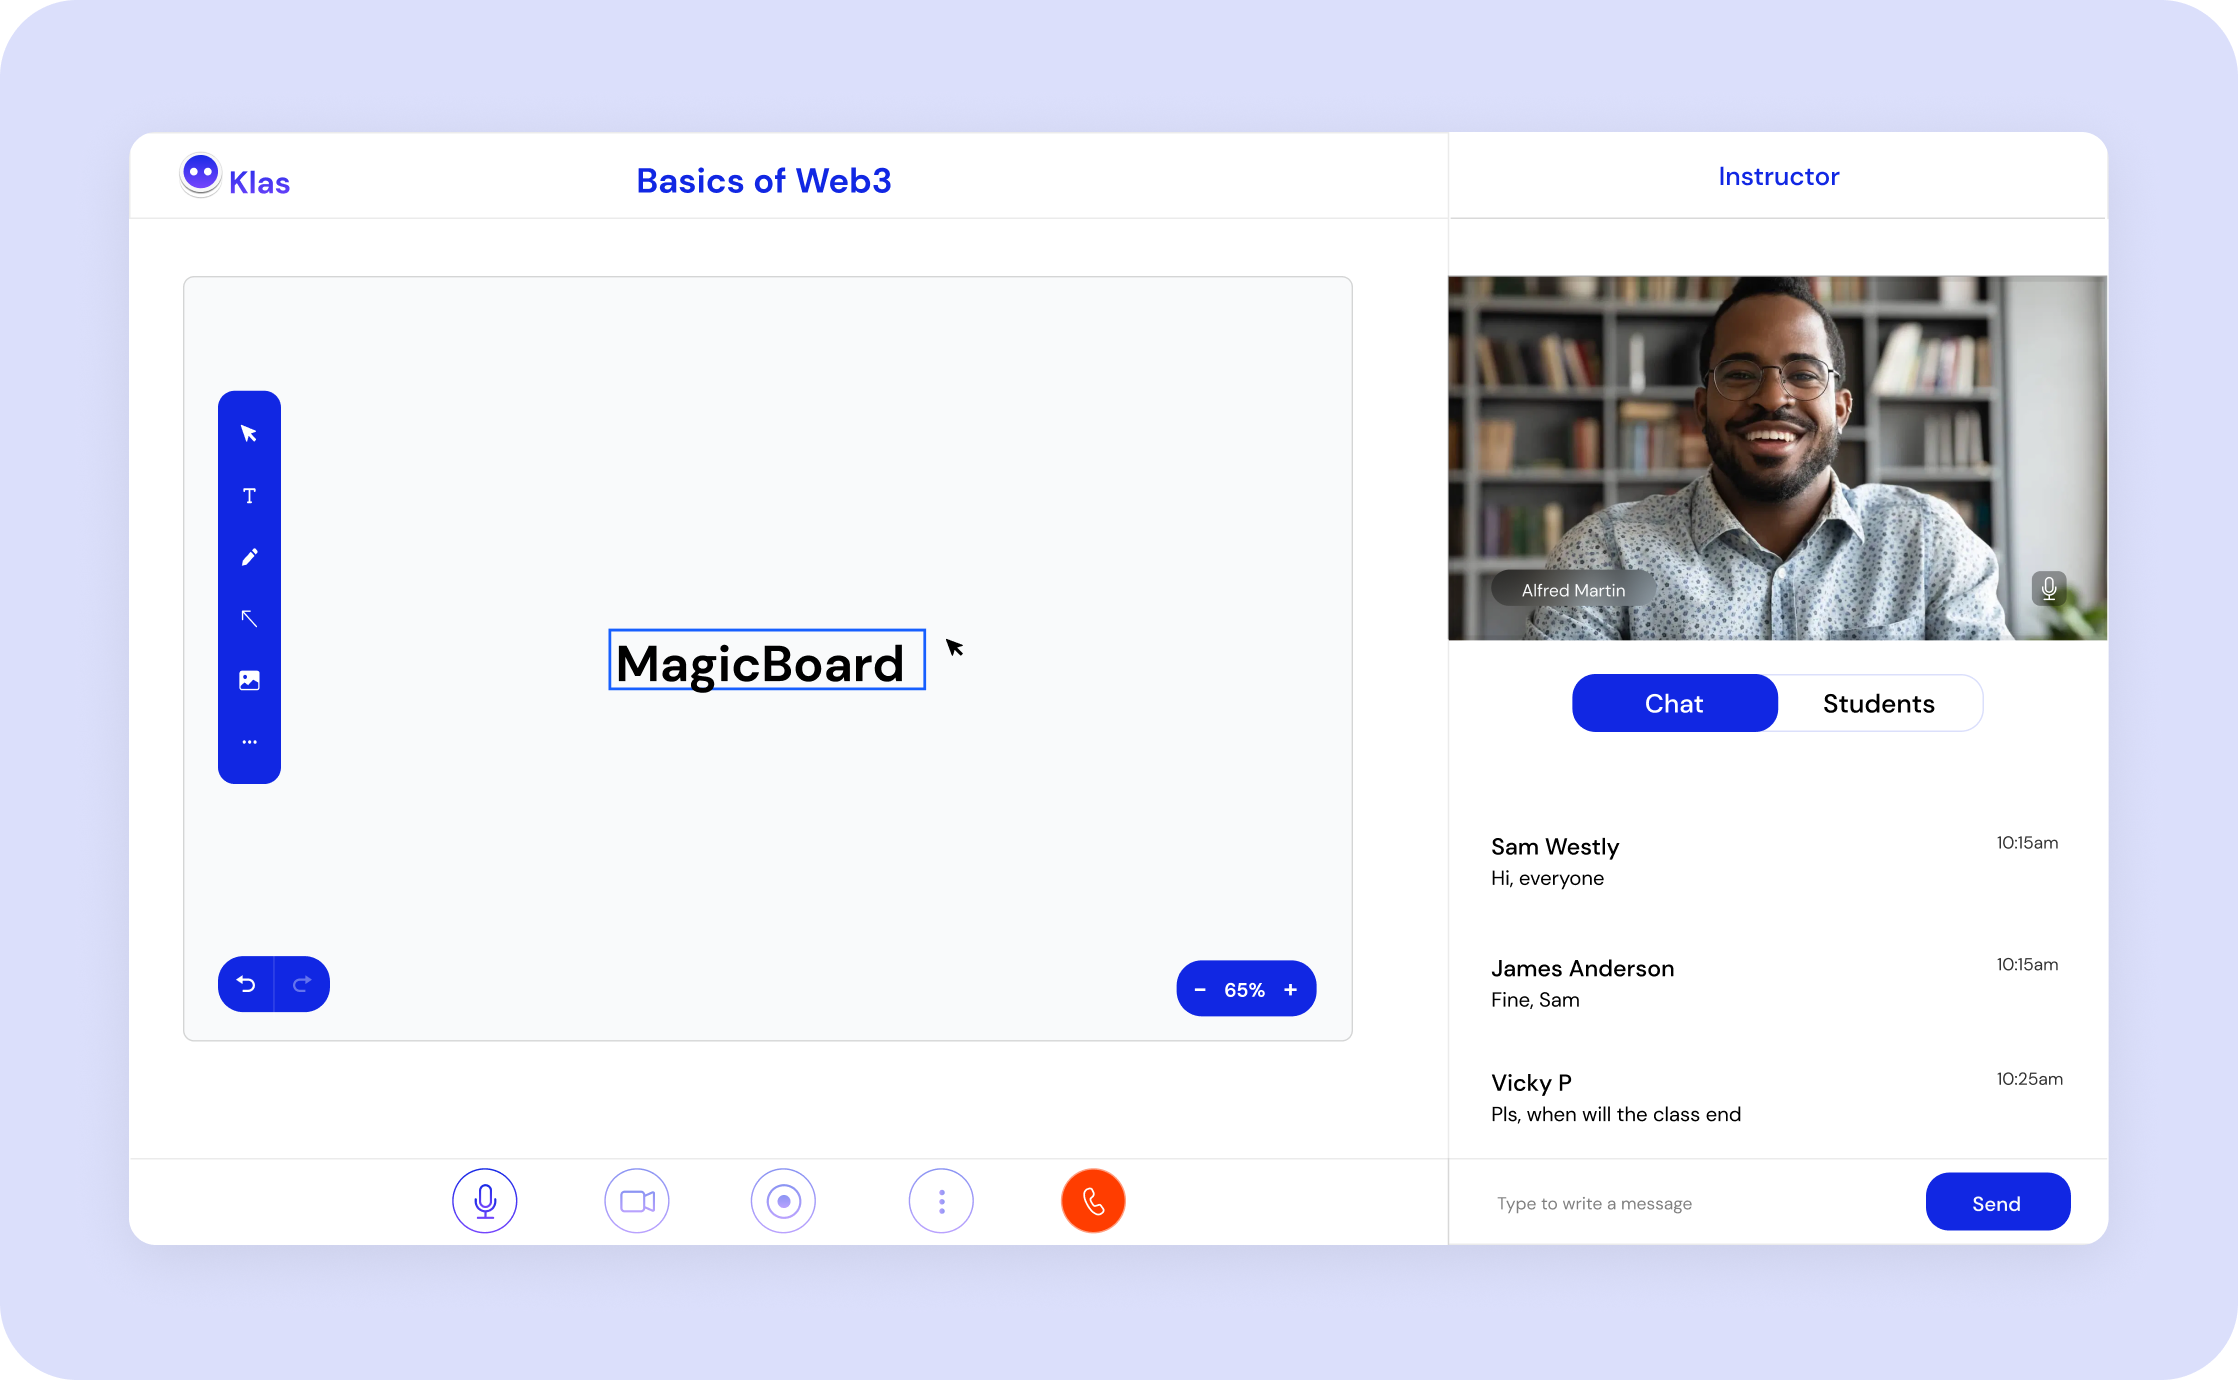 Klas
Basics of Web3
Instructor
T
MagicBoard
Alfred Martin
Chat
Students
Sam Westly
10:15am
Hi, everyone
James Anderson
10:15am
Fine, Sam
Vicky P
10:25am
Pls, when will the class end
- 65% +
Type to write a message
Send